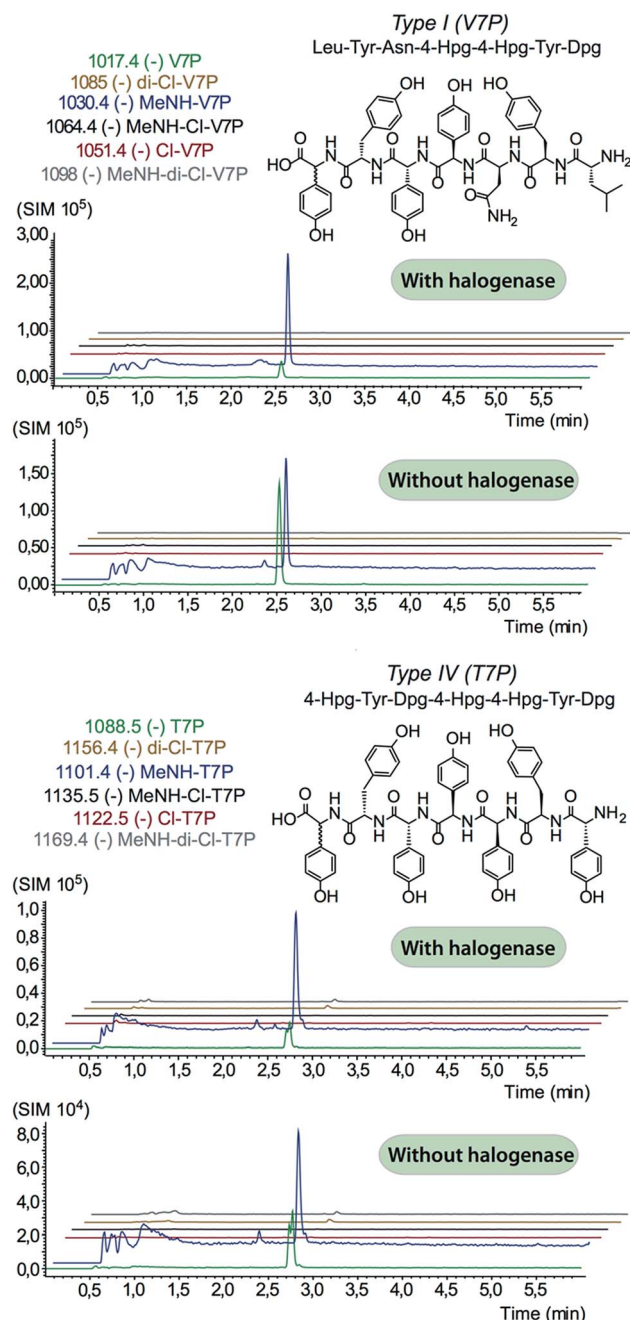 Type I (V7P)
Leu-Tyr-Asn-4-Hpg-4-Hpg-Tyr-Dpg
1017.4 (-) V7P
1085 (-) di-Cl-V7P
1030.4 (-) MeNH-V7P
1064.4 (-) MeNH-Cl-V7P
1051.4 (-) Cl-V7P
1098 (-) MeNH-di-Cl-V7P
HO
OH
OH
HO
O
O
H
N
O
N
H
O
H
N
O
N
H
O
H
N
O
N
H
NH2
HO
OH
OH
O
NH2
(SIM 10⁵)
3,00
2,00
1,00
0,00
With halogenase
0,5 1,0 1,5 2,0 2,5 3,0 3,5 4,0 4,5 5,0 5,5
Time (min)
(SIM 10⁵)
1,50
1,00
0,50
0,00
Without halogenase
0,5 1,0 1,5 2,0 2,5 3,0 3,5 4,0 4,5 5,0 5,5
Time (min)
Type IV (T7P)
4-Hpg-Tyr-Dpg-4-Hpg-4-Hpg-Tyr-Dpg
1088.5 (-) T7P
1156.4 (-) di-Cl-T7P
1101.4 (-) MeNH-T7P
1135.5 (-) MeNH-Cl-T7P
1122.5 (-) Cl-T7P
1169.4 (-) MeNH-di-Cl-T7P
OH
OH
HO
HO
O
O
H
N
O
N
H
O
H
N
O
N
H
O
H
N
O
N
H
NH2
OH
OH
OH
OH
(SIM 10⁵)
1,0
0,8
0,4
0,2
0,0
With halogenase
0,5 1,0 1,5 2,0 2,5 3,0 3,5 4,0 4,5 5,0 5,5
Time (min)
(SIM 10⁴)
8,0
6,0
4,0
2,0
0,0
Without halogenase
0,5 1,0 1,5 2,0 2,5 3,0 3,5 4,0 4,5 5,0 5,5
Time (min)